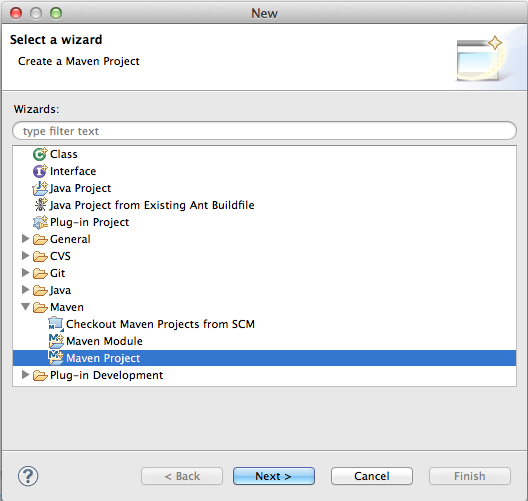 New
Select a wizard
Create a Maven Project
Wizards:
type filter text
Class
Interface
Java Project
Java Project from Existing Ant Buildfile
Plug-in Project
General
CVS
Git
Java
Maven
Checkout Maven Projects from SCM
Maven Module
Maven Project
Plug-in Development
? < Back Next > Cancel Finish